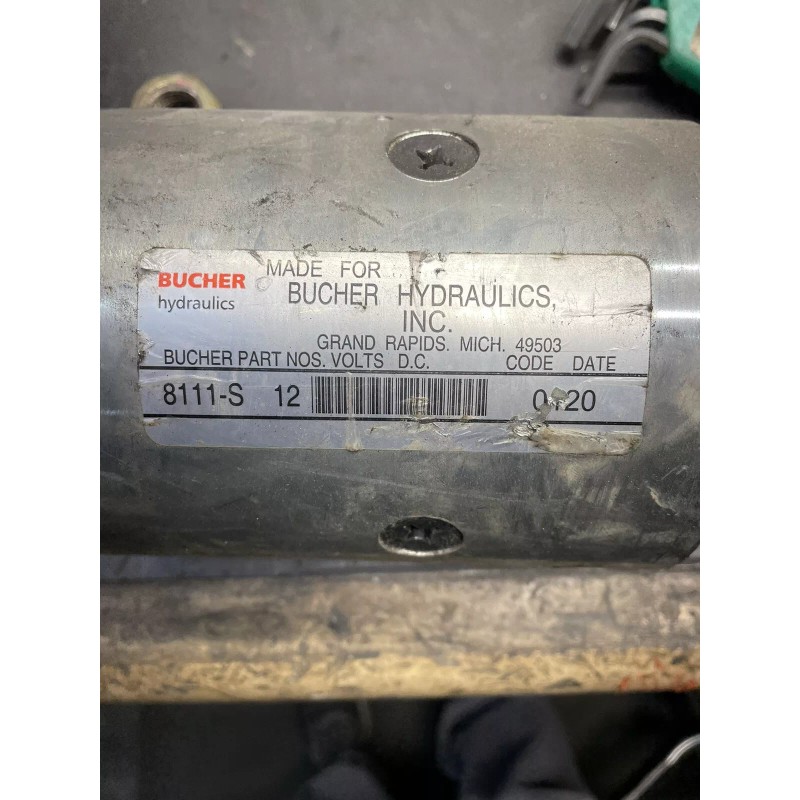 BUCHER
hydraulics
MADE FOR
BUCHER HYDRAULICS,
INC.
GRAND RAPIDS. MICH. 49503
BUCHER PART NOS. VOLTS D.C. CODE DATE
8111-S 12